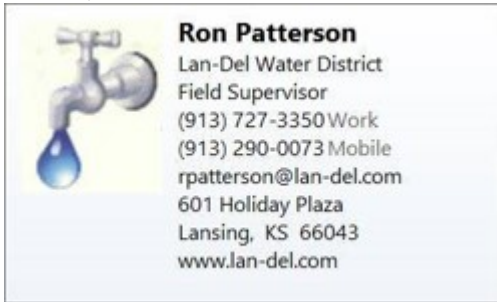 Ron Patterson
Lan-Del Water District
Field Supervisor
(913) 727-3350 Work
(913) 290-0073 Mobile
rpatterson@lan-del.com
601 Holiday Plaza
Lansing, KS 66043
www.lan-del.com